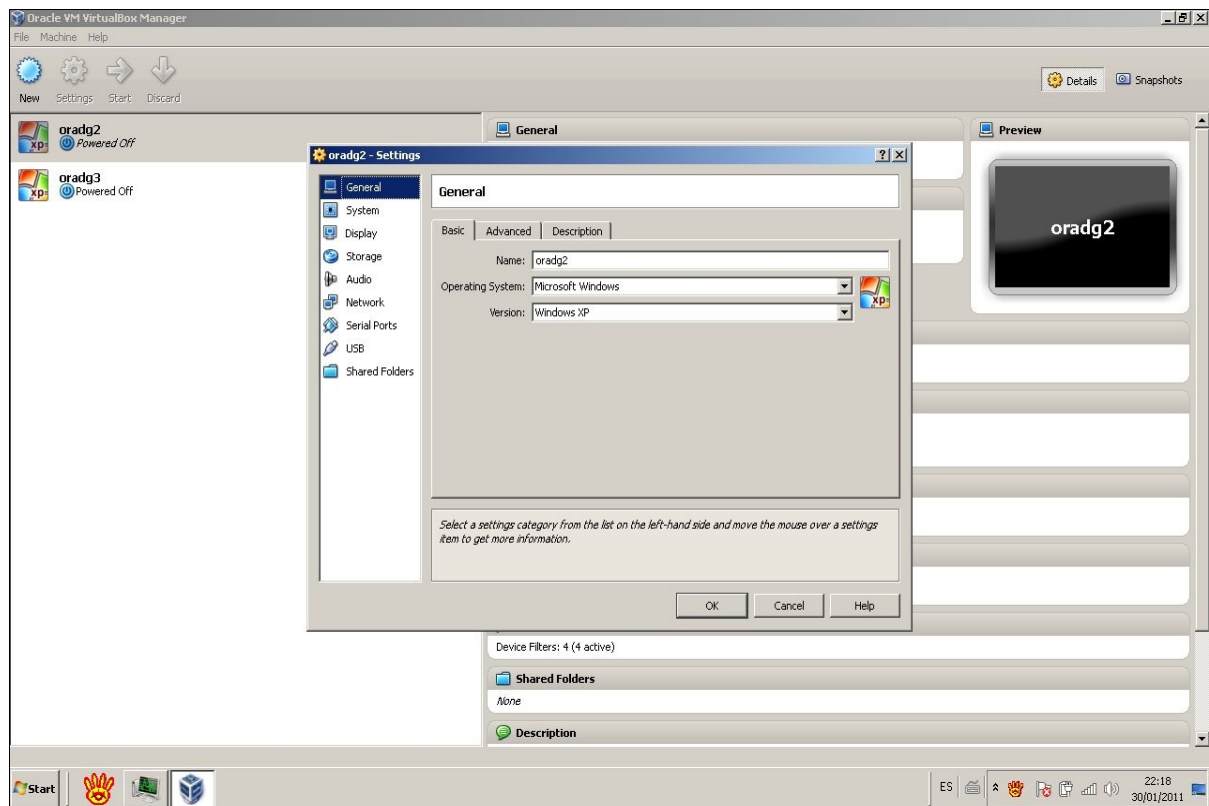 Oracle VM VirtualBox Manager
File Machine Help
New Settings Start Discard
Details Snapshots
oradg2
Powered Off
oradg3
Powered Off
General
Preview
oradg2
oradg2 - Settings
General
System
Display
Storage
Audio
Network
Serial Ports
USB
Shared Folders
General
Basic Advanced Description
Name: oradg2
Operating System: Microsoft Windows
Version: Windows XP
xp
Select a settings category from the list on the left-hand side and move the mouse over a settings
item to get more information.
OK Cancel Help
Device Filters: 4 (4 active)
Shared Folders
None
Description
Start
ES
22:18
30/01/2011